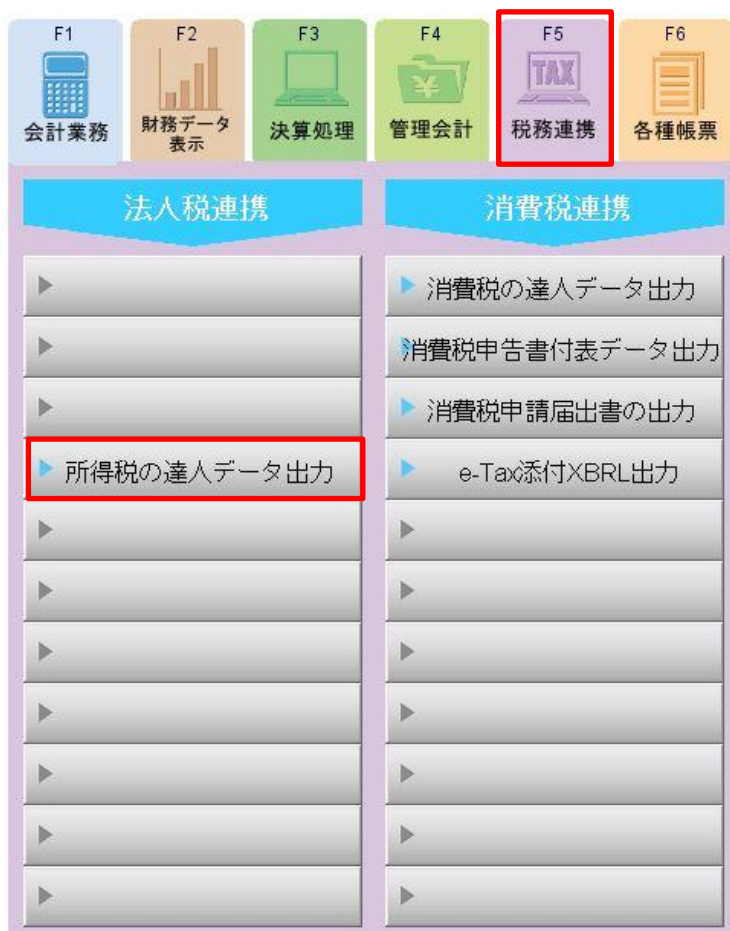 F1
会計業務
F2
財務データ
表示
F3
決算処理
F4
¥
管理会計
F5
TAX
税務連携
F6
各種帳票
法人税連携
所得税の達人データ出力
消費税連携
消費税の達人データ出力
消費税申告書付表データ出力
消費税申請届出書の出力
e-Tax添付XBRL出力